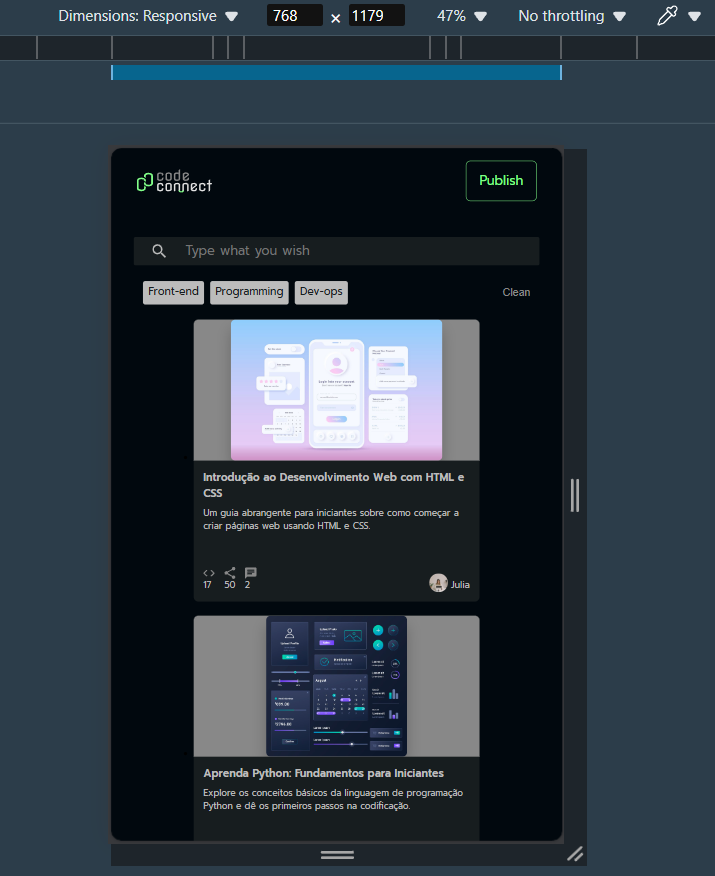 Dimensions: Responsive 768 × 1179 47% No throttling
code
connect
Publish
Type what you wish
Front-end Programming Dev-ops Clean
Introdução ao Desenvolvimento Web com HTML e
CSS
Um guia abrangente para iniciantes sobre como começar a
criar páginas web usando HTML e CSS.
17 50 2 Julia
August
Aprenda Python: Fundamentos para Iniciantes
Explore os conceitos básicos da linguagem de programação
Python e dê os primeiros passos na codificação.